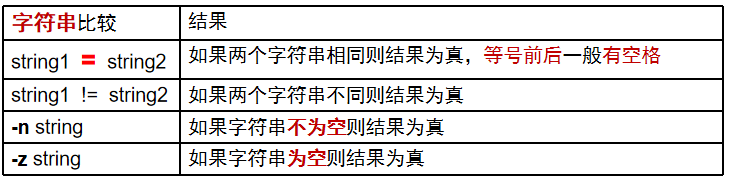 字符串比较 结果
string1 = string2 如果两个字符串相同则结果为真，等号前后一般有空格
string1 != string2 如果两个字符串不同则结果为真
-n string 如果字符串不为空则结果为真
-z string 如果字符串为空则结果为真